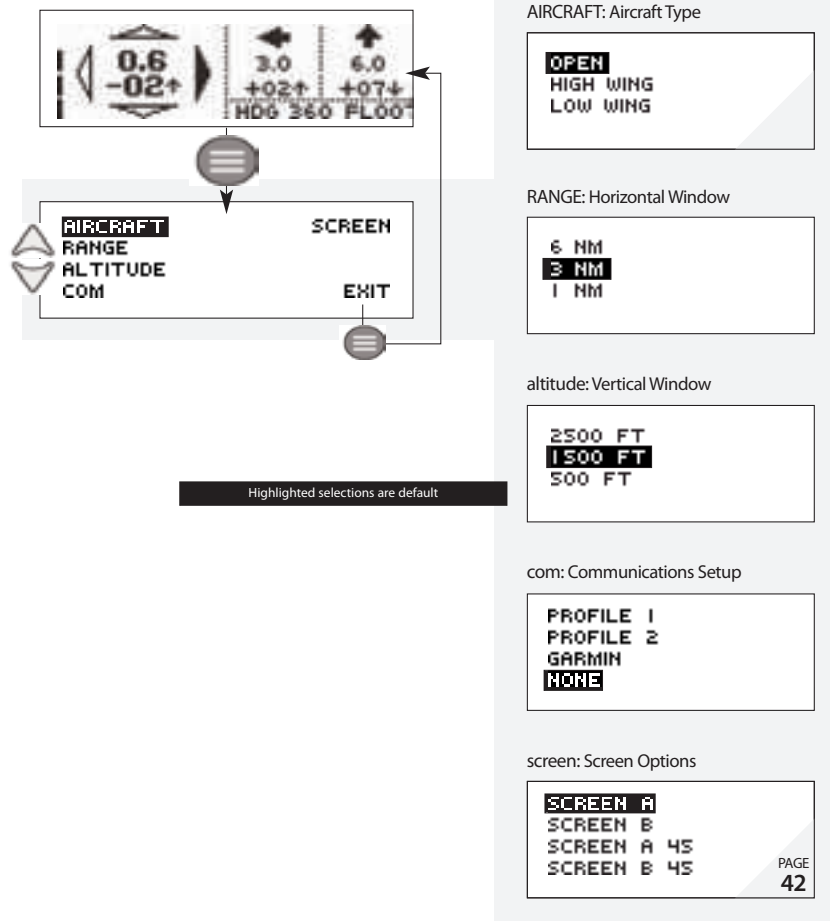 0.6
-02↑
3.0
+02↑
6.0
+07↓
HDG 360 FL00
AIRCRAFT
SCREEN
RANGE
ALTITUDE
COM
EXIT
Highlighted selections are default
AIRCRAFT: Aircraft Type
OPEN
HIGH WING
LOW WING
RANGE: Horizontal Window
6 NM
3 NM
1 NM
altitude: Vertical Window
2500 FT
1500 FT
500 FT
com: Communications Setup
PROFILE 1
PROFILE 2
GARMIN
NONE
screen: Screen Options
SCREEN A
SCREEN B
SCREEN A 45
SCREEN B 45
PAGE
42